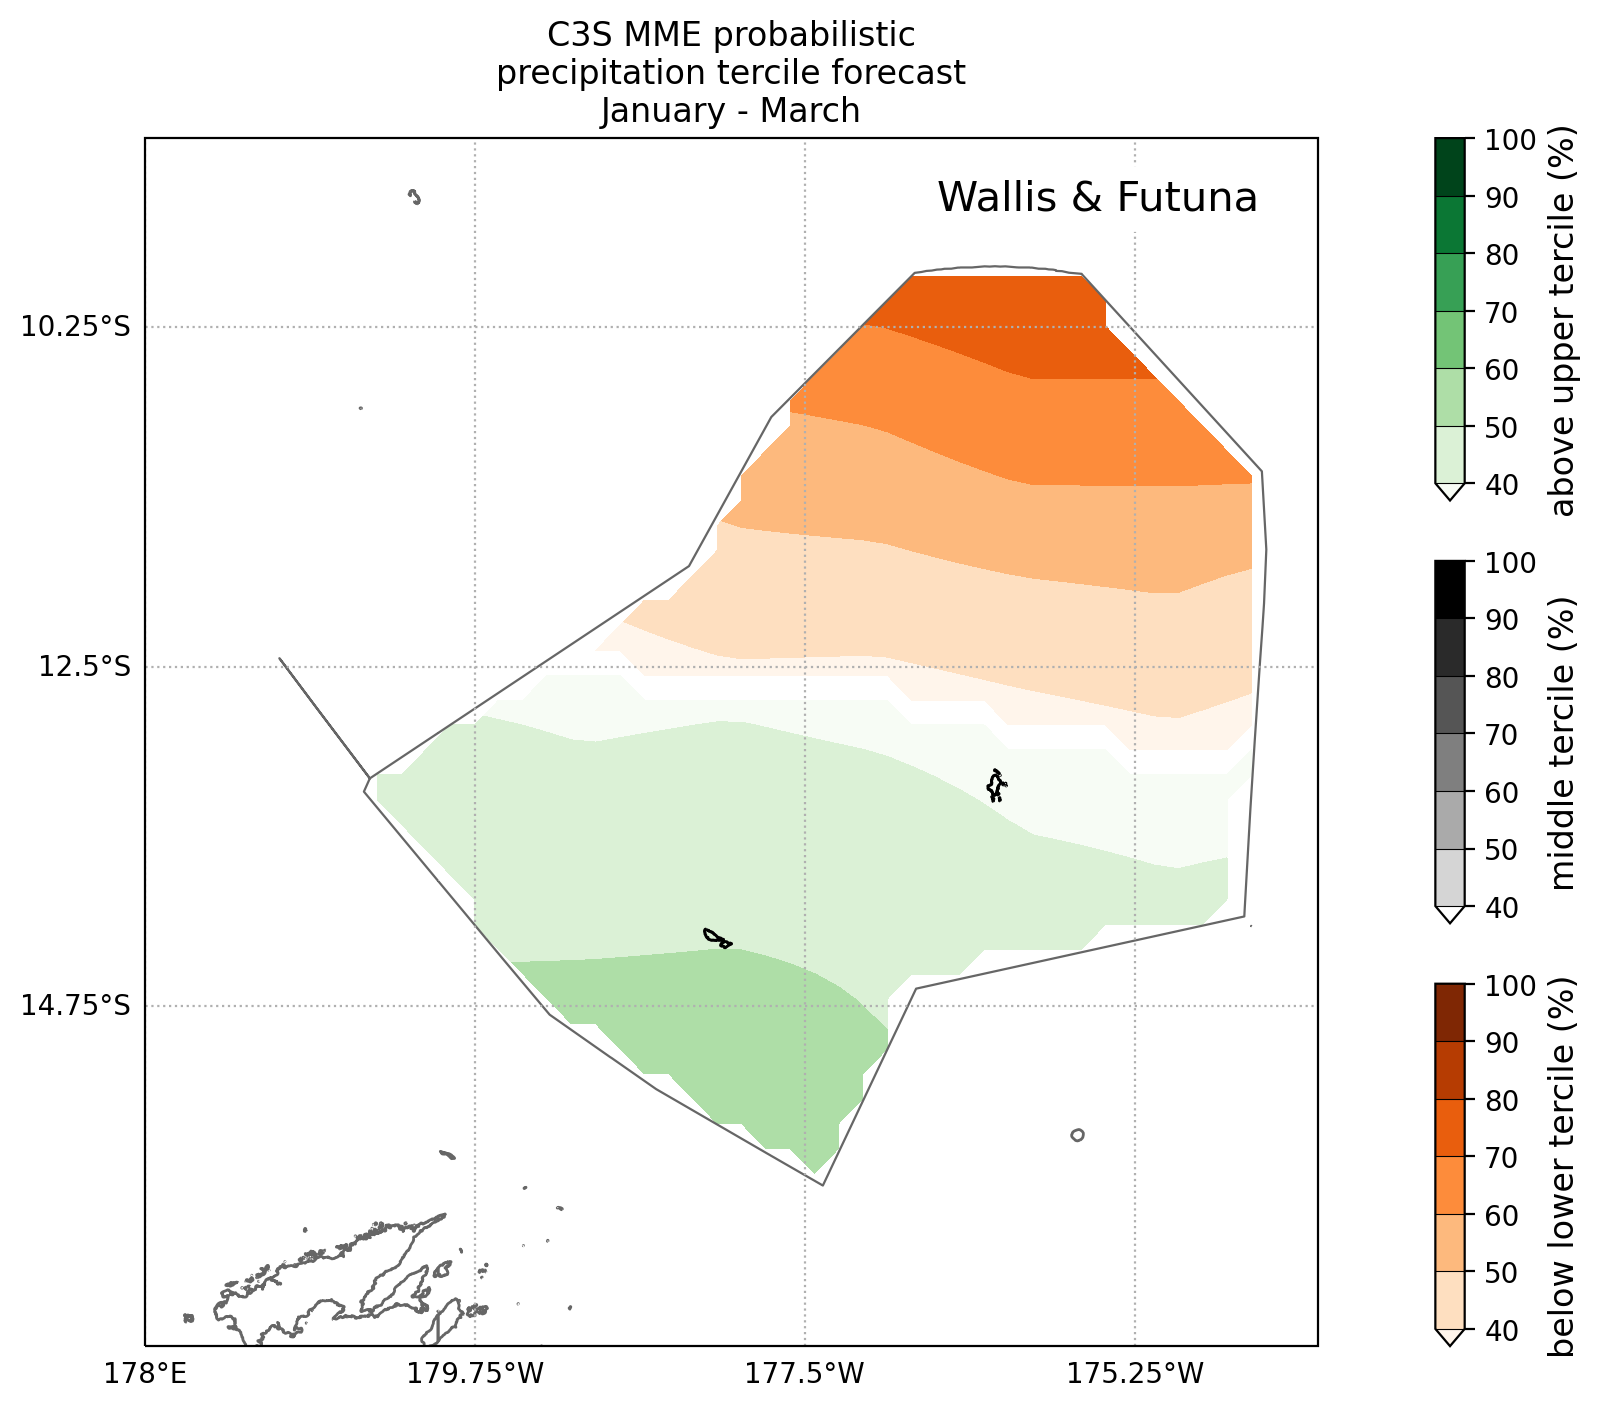 C3S MME probabilistic
precipitation tercile forecast
January - March
Wallis & Futuna
10.25°S
12.5°S
14.75°S
178°E
179.75°W
177.5°W
175.25°W
100
90
80
70
60
50
40
above upper tercile (%)
100
90
80
70
60
50
40
middle tercile (%)
100
90
80
70
60
50
40
below lower tercile (%)